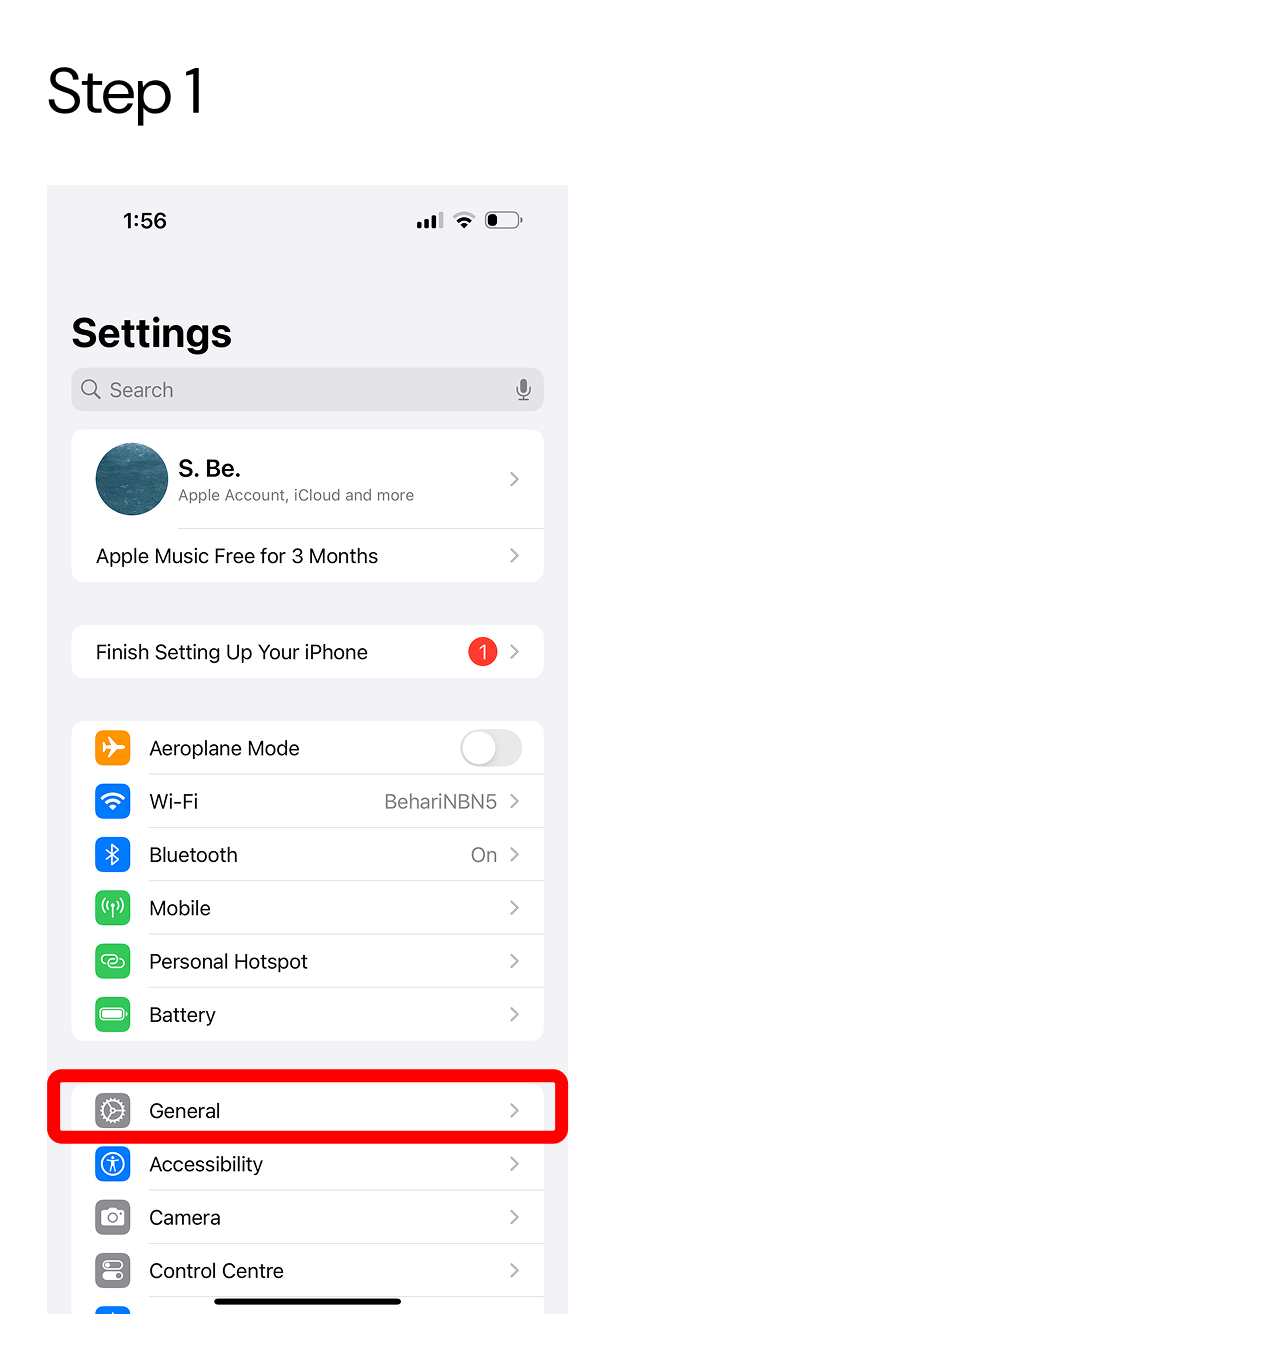 Step 1
1:56
Settings
Search
S. Be.
Apple Account, iCloud and more
Apple Music Free for 3 Months
Finish Setting Up Your iPhone 1
Aeroplane Mode
Wi-Fi BehariNBN5
Bluetooth On
Mobile
Personal Hotspot
Battery
General
Accessibility
Camera
Control Centre